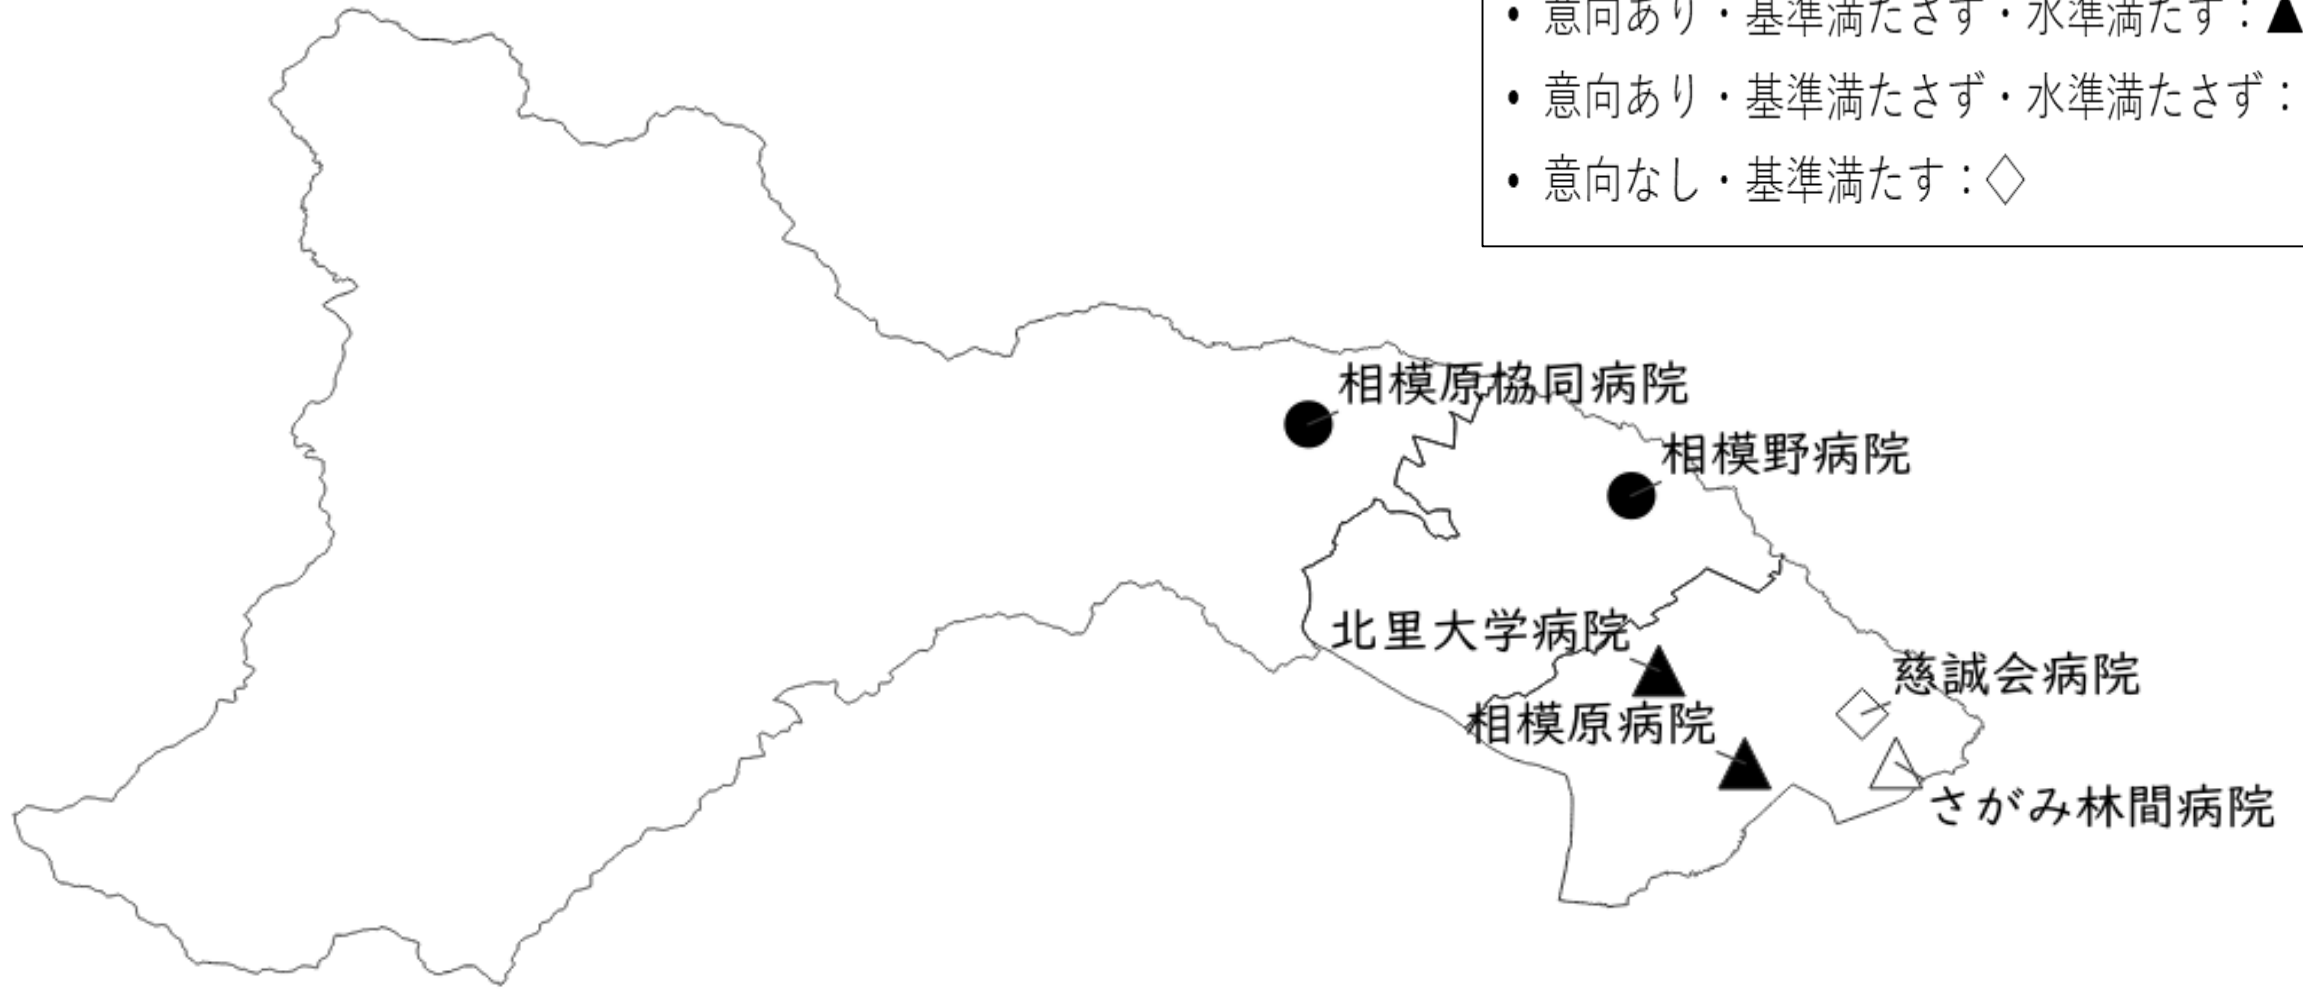 • 意向あり・基準満たさず・水準満たす：▲
• 意向あり・基準満たさず・水準満たさず：
• 意向なし・基準満たす：◇
相模原協同病院
相模野病院
北里大学病院
慈誠会病院
相模原病院
さがみ林間病院